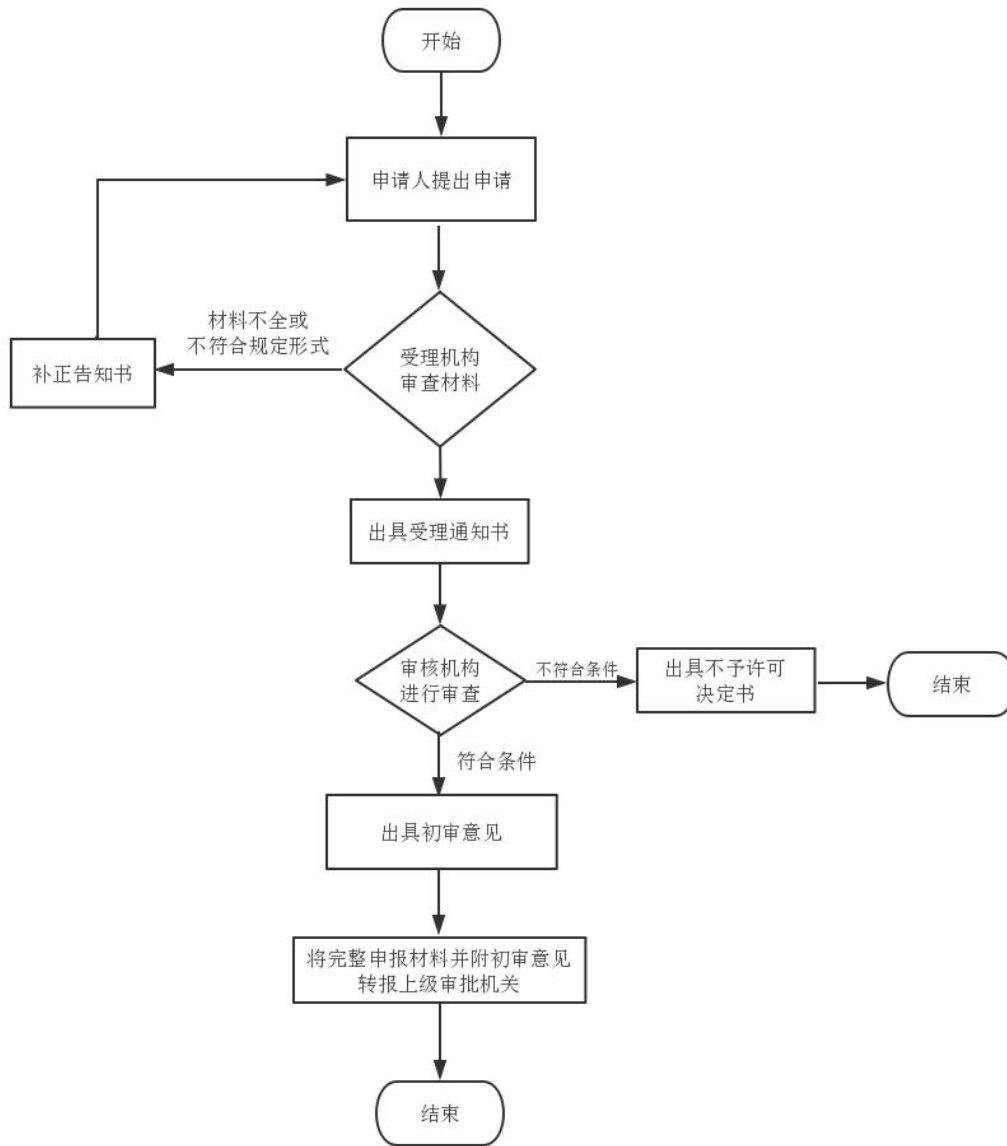 开始
申请人提出申请
材料不全或
不符合规定形式
补正告知书
受理机构
审查材料
出具受理通知书
审核机构
进行审查
不符合条件
出具不予许可
决定书
结束
符合条件
出具初审意见
将完整申报材料并附初审意见
转报上级审批机关
结束